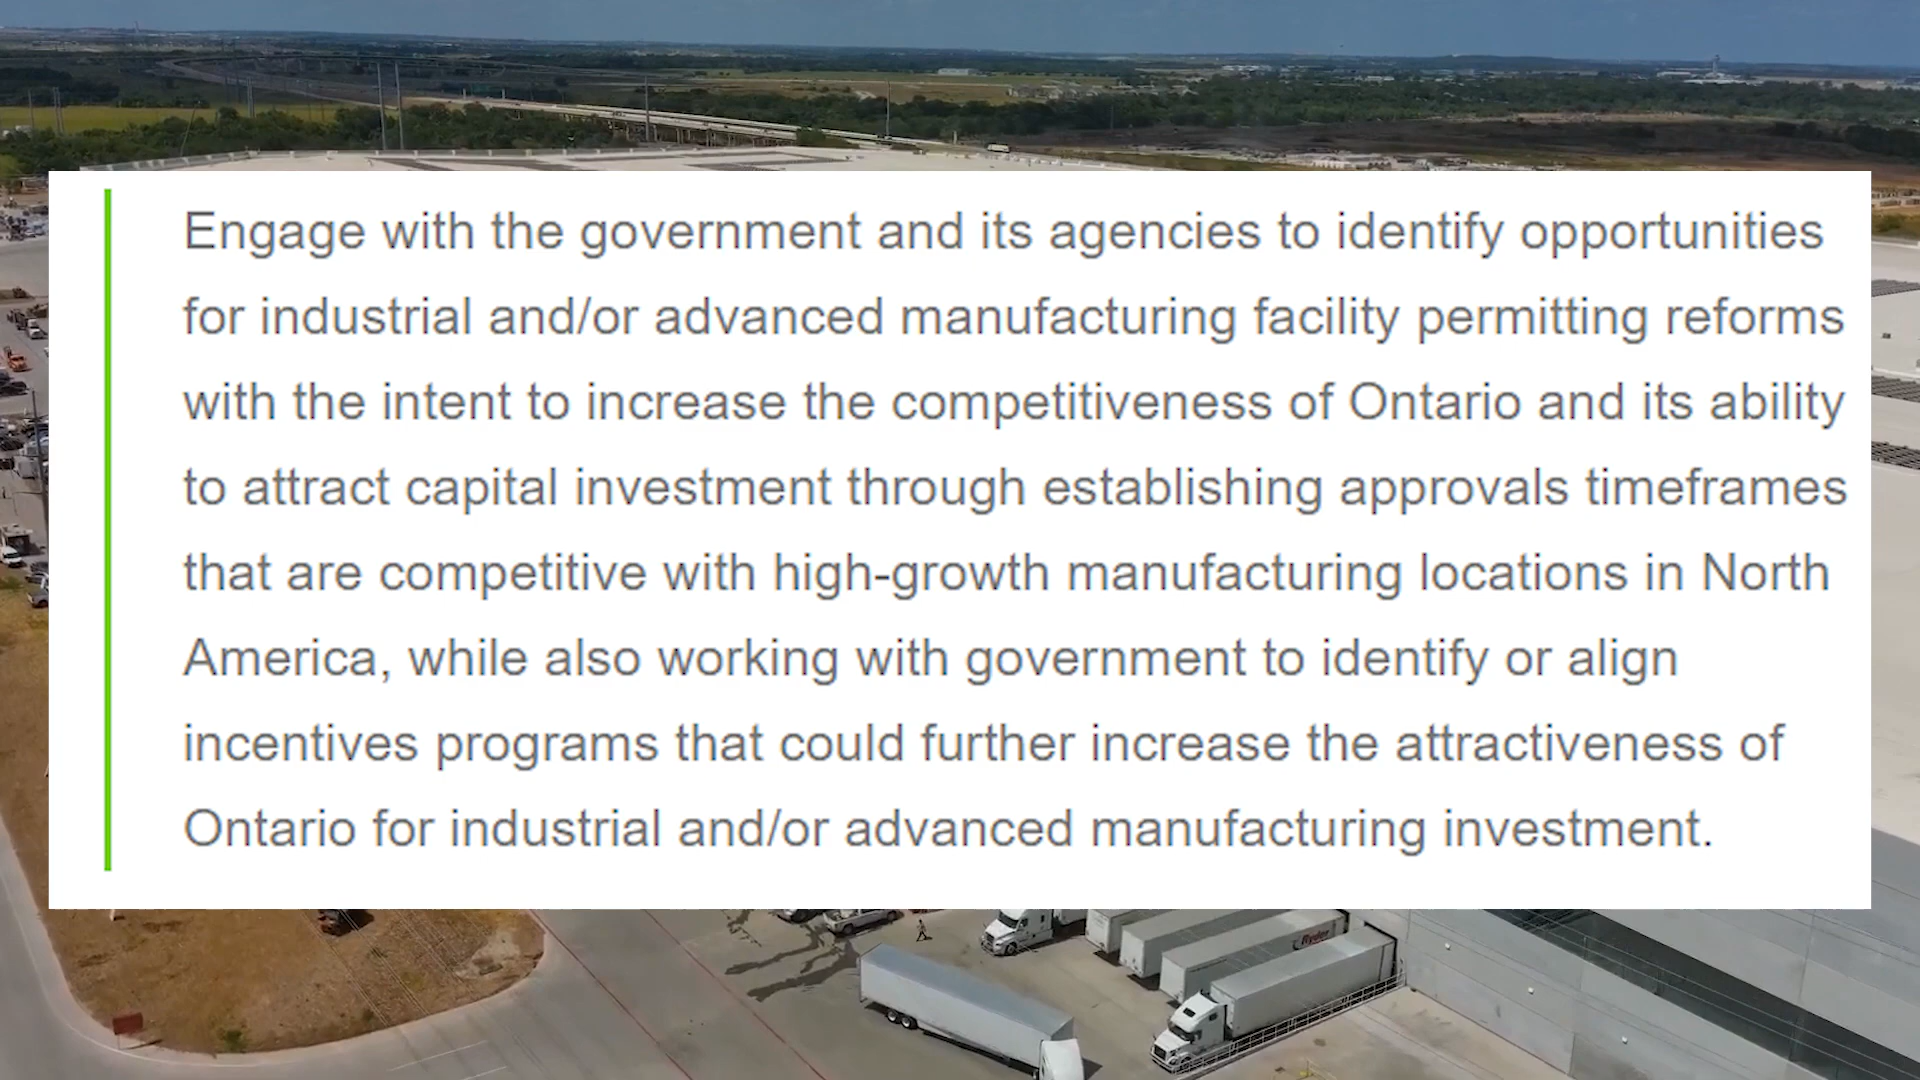 Engage with the government and its agencies to identify opportunities
for industrial and/or advanced manufacturing facility permitting reforms
with the intent to increase the competitiveness of Ontario and its ability
to attract capital investment through establishing approvals timeframes
that are competitive with high-growth manufacturing locations in North
America, while also working with government to identify or align
incentives programs that could further increase the attractiveness of
Ontario for industrial and/or advanced manufacturing investment.
Ryder